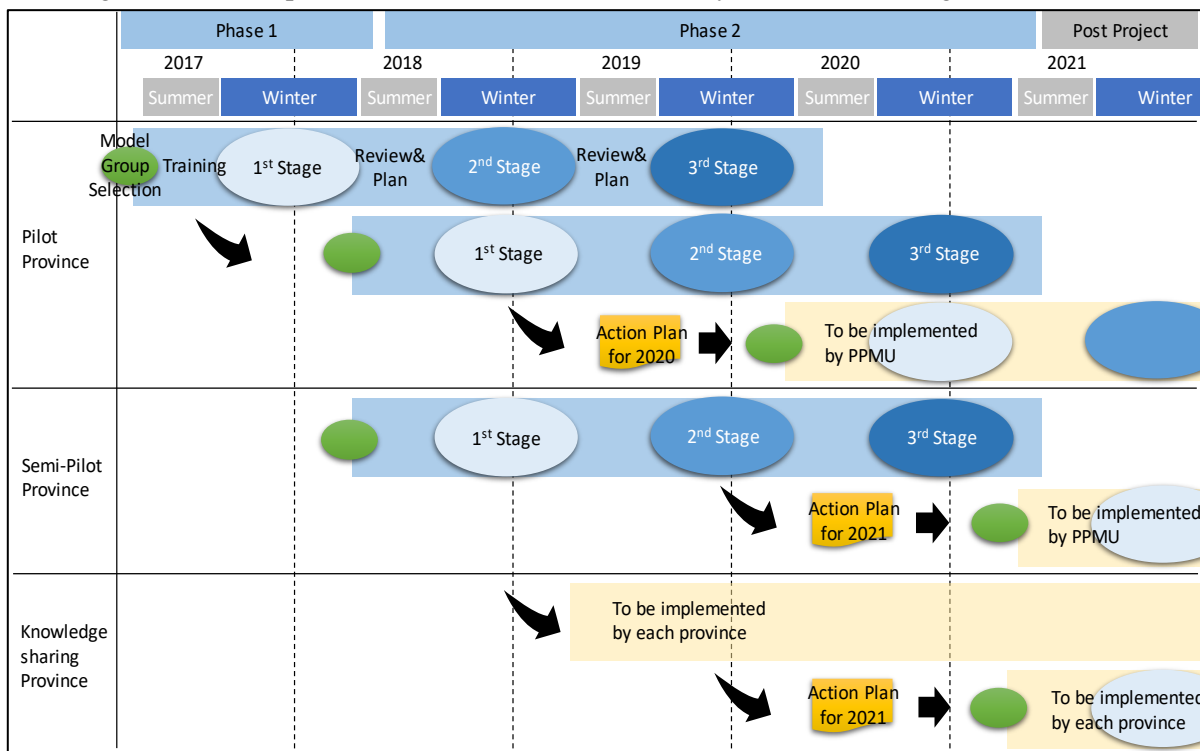 Phase 1
Phase 2
Post Project
2017
2018
2019
2020
2021
Summer
Winter
Summer
Winter
Summer
Winter
Summer
Winter
Summer
Winter
Model
Group
Selection
Training
1st Stage
Review&
Plan
2nd Stage
Review&
Plan
3rd Stage
Pilot
Province
1st Stage
2nd Stage
3rd Stage
Action Plan
for 2020
To be implemented
by PPMU
Semi-Pilot
Province
1st Stage
2nd Stage
3rd Stage
Action Plan
for 2021
To be implemented
by PPMU
Knowledge
sharing
Province
To be implemented
by each province
Action Plan
for 2021
To be implemented
by each province